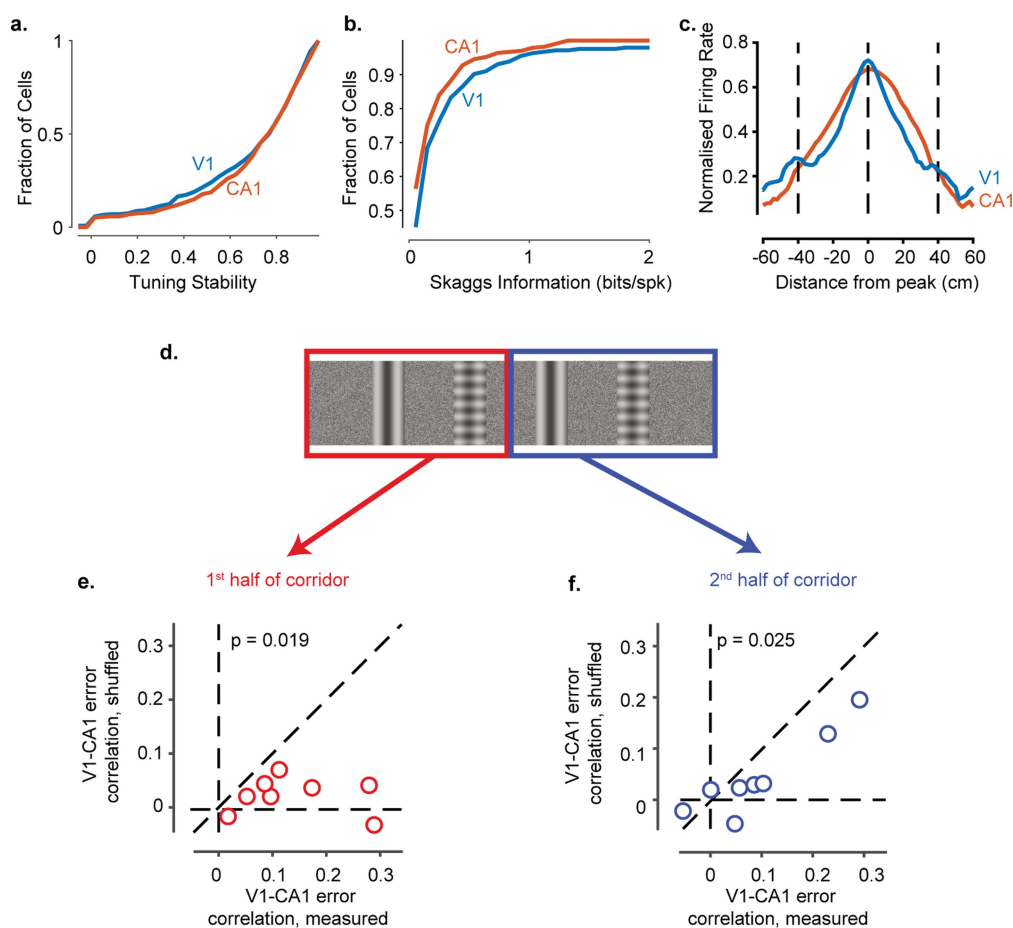 a.
1
0.5
0
Fraction of Cells
V1
CA1
0 0.2 0.4 0.6 0.8
Tuning Stability
b.
0.9
0.8
0.7
0.6
0.5
Fraction of Cells
CA1
V1
0 1 2
Skaggs Information (bits/spk)
c.
0.8
0.6
0.4
0.2
Normalised Firing Rate
V1
CA1
-60 -40 -20 0 20 40 60
Distance from peak (cm)
d.
e.
1st half of corridor
p = 0.019
0.3
0.2
0.1
0
V1-CA1 errror
correlation, shuffled
0 0.1 0.2 0.3
V1-CA1 error
correlation, measured
f.
2nd half of corridor
p = 0.025
0.3
0.2
0.1
0
V1-CA1 errror
correlation, shuffled
0 0.1 0.2 0.3
V1-CA1 error
correlation, measured